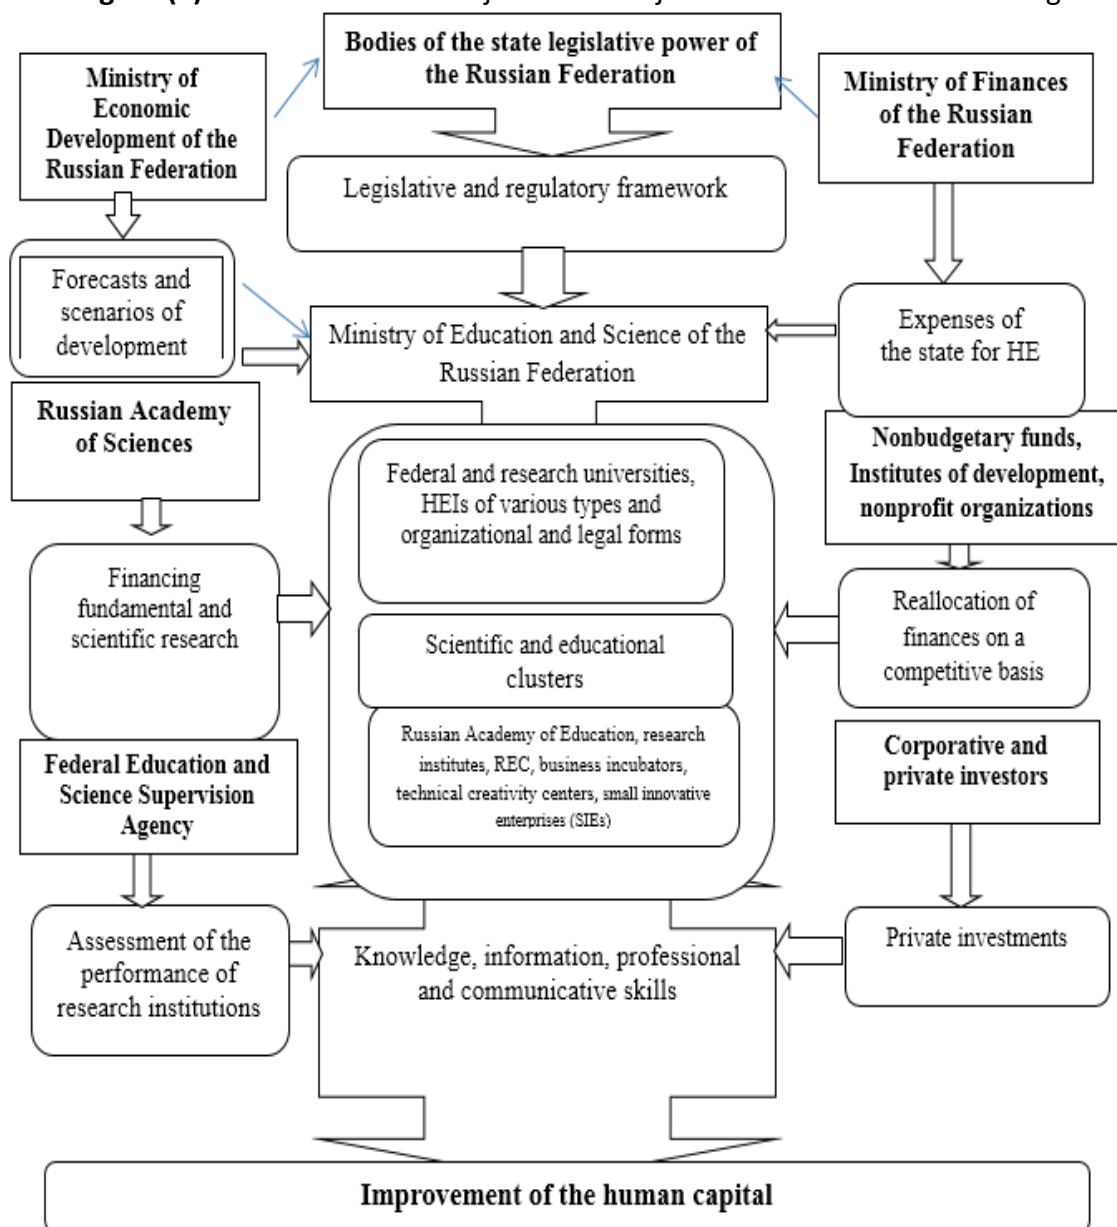 Bodies of the state legislative power of
the Russian Federation
Ministry of
Economic
Development of the
Russian Federation
Ministry of Finances
of the Russian
Federation
Legislative and regulatory framework
Forecasts and
scenarios of
development
Ministry of Education and Science of the
Russian Federation
Expenses of
the state for HE
Russian Academy
of Sciences
Nonbudgetary funds,
Institutes of development,
nonprofit organizations
Federal and research universities,
HEIs of various types and
organizational and legal forms
Financing
fundamental and
scientific research
Reallocation of
finances on a
competitive basis
Scientific and educational
clusters
Russian Academy of Education, research
institutes, REC, business incubators,
technical creativity centers, small innovative
enterprises (SIEs)
Federal Education and
Science Supervision
Agency
Corporative and
private investors
Assessment of the
performance of
research institutions
Knowledge, information, professional
and communicative skills
Private investments
Improvement of the human capital